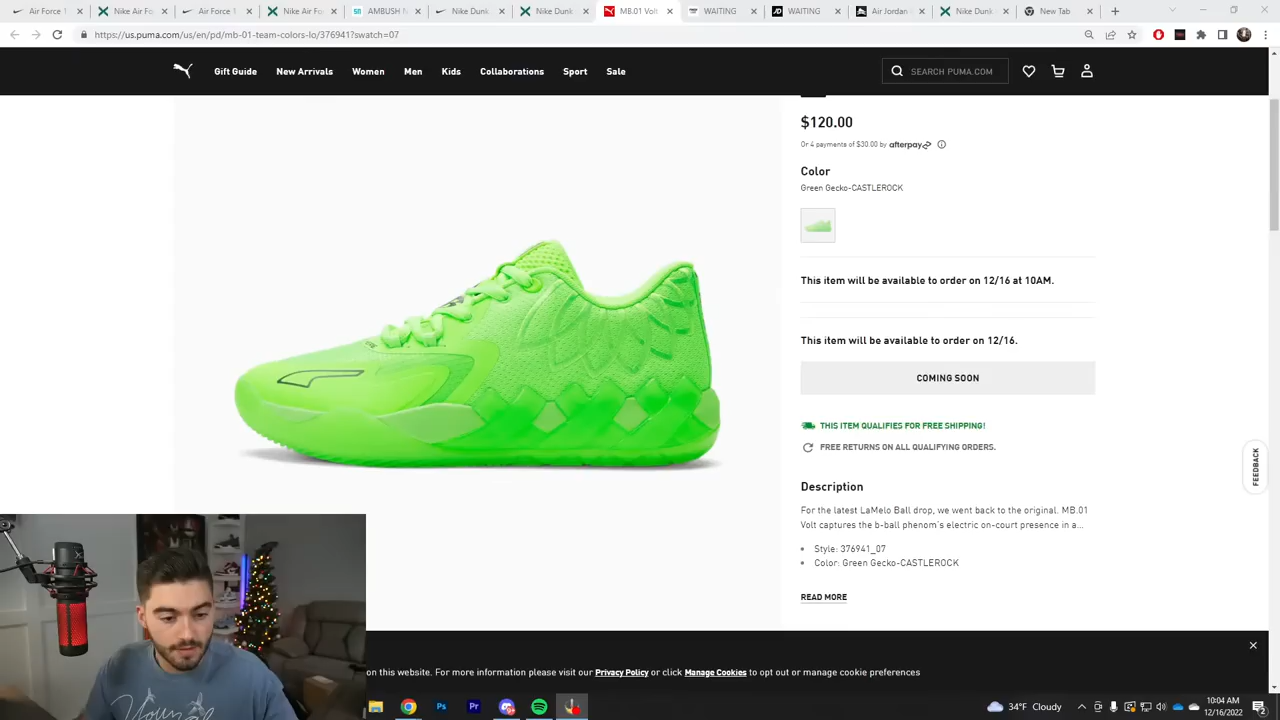 Air Force 1
Nike Air Fo
Nike Air Fo
AMBUSH N
Nike Dunk
MB.01 Volt
WAITING
WAITING
Air Jordan
Nike Dunk
New Tab
https://us.puma.com/us/en/pd/mb-01-team-colors-lo/376941?swatch=07
Gift Guide
New Arrivals
Women
Men
Kids
Collaborations
Sport
Sale
SEARCH PUMA.COM
$120.00
Or 4 payments of $30.00 by afterpay
Color
Green Gecko-CASTLEROCK
This item will be available to order on 12/16 at 10AM.
This item will be available to order on 12/16.
COMING SOON
THIS ITEM QUALIFIES FOR FREE SHIPPING!
FREE RETURNS ON ALL QUALIFYING ORDERS.
FEEDBACK
Description
For the latest LaMelo Ball drop, we went back to the original. MB.01
Volt captures the b-ball phenom's electric on-court presence in a...
Style: 376941_07
Color: Green Gecko-CASTLEROCK
READ MORE
on this website. For more information please visit our Privacy Policy or click Manage Cookies to opt out or manage cookie preferences
34°F Cloudy
10:04 AM
12/16/2022